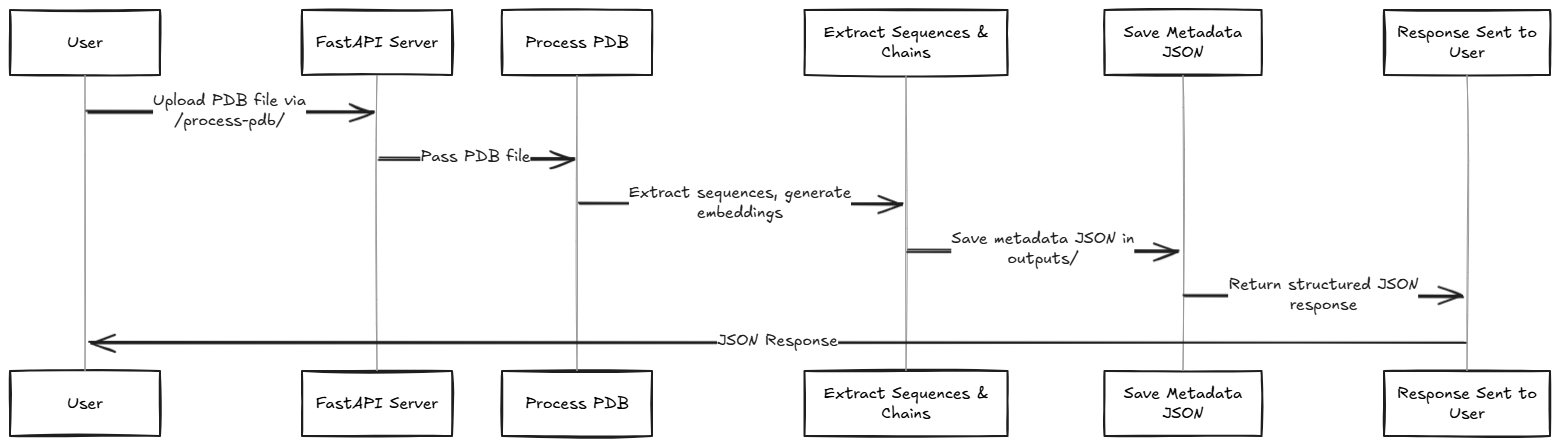 User
FastAPI Server
Process PDB
Extract Sequences &
Chains
Save Metadata
JSON
Response Sent to
User
Upload PDB file via
/process-pdb/
Pass PDB file
Extract sequences, generate
embeddings
Save metadata JSON in
outputs/
Return structured JSON
response
JSON Response
User
FastAPI Server
Process PDB
Extract Sequences &
Chains
Save Metadata
JSON
Response Sent to
User